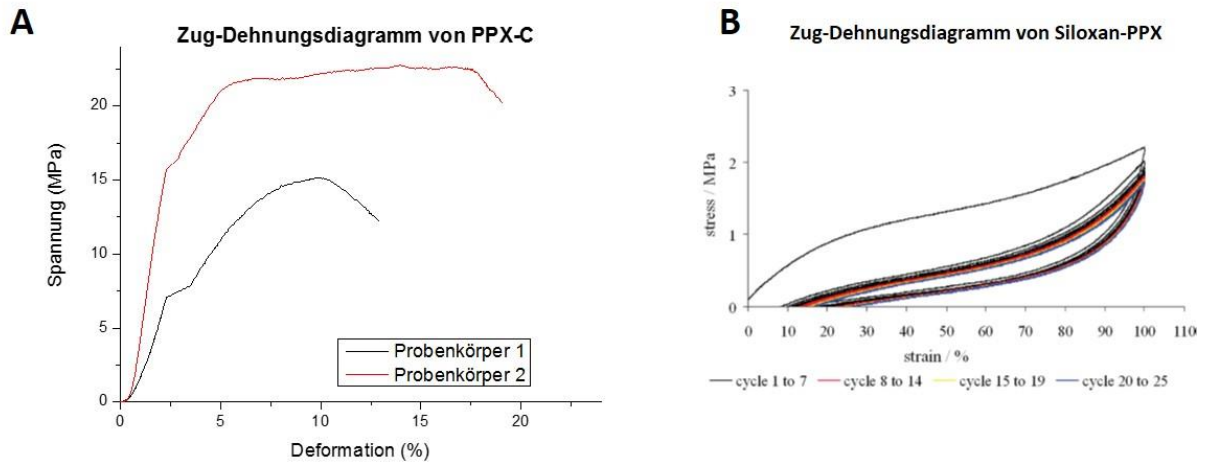 A
Zug-Dehnungsdiagramm von PPX-C
Spannung (MPa)
20
15
10
5
0
Probenkörper 1
Probenkörper 2
0 5 10 15 20
Deformation (%)
B
Zug-Dehnungsdiagramm von Siloxan-PPX
stress / MPa
3
2
1
0
0 10 20 30 40 50 60 70 80 90 100 110
strain / %
cycle 1 to 7 cycle 8 to 14 cycle 15 to 19 cycle 20 to 25